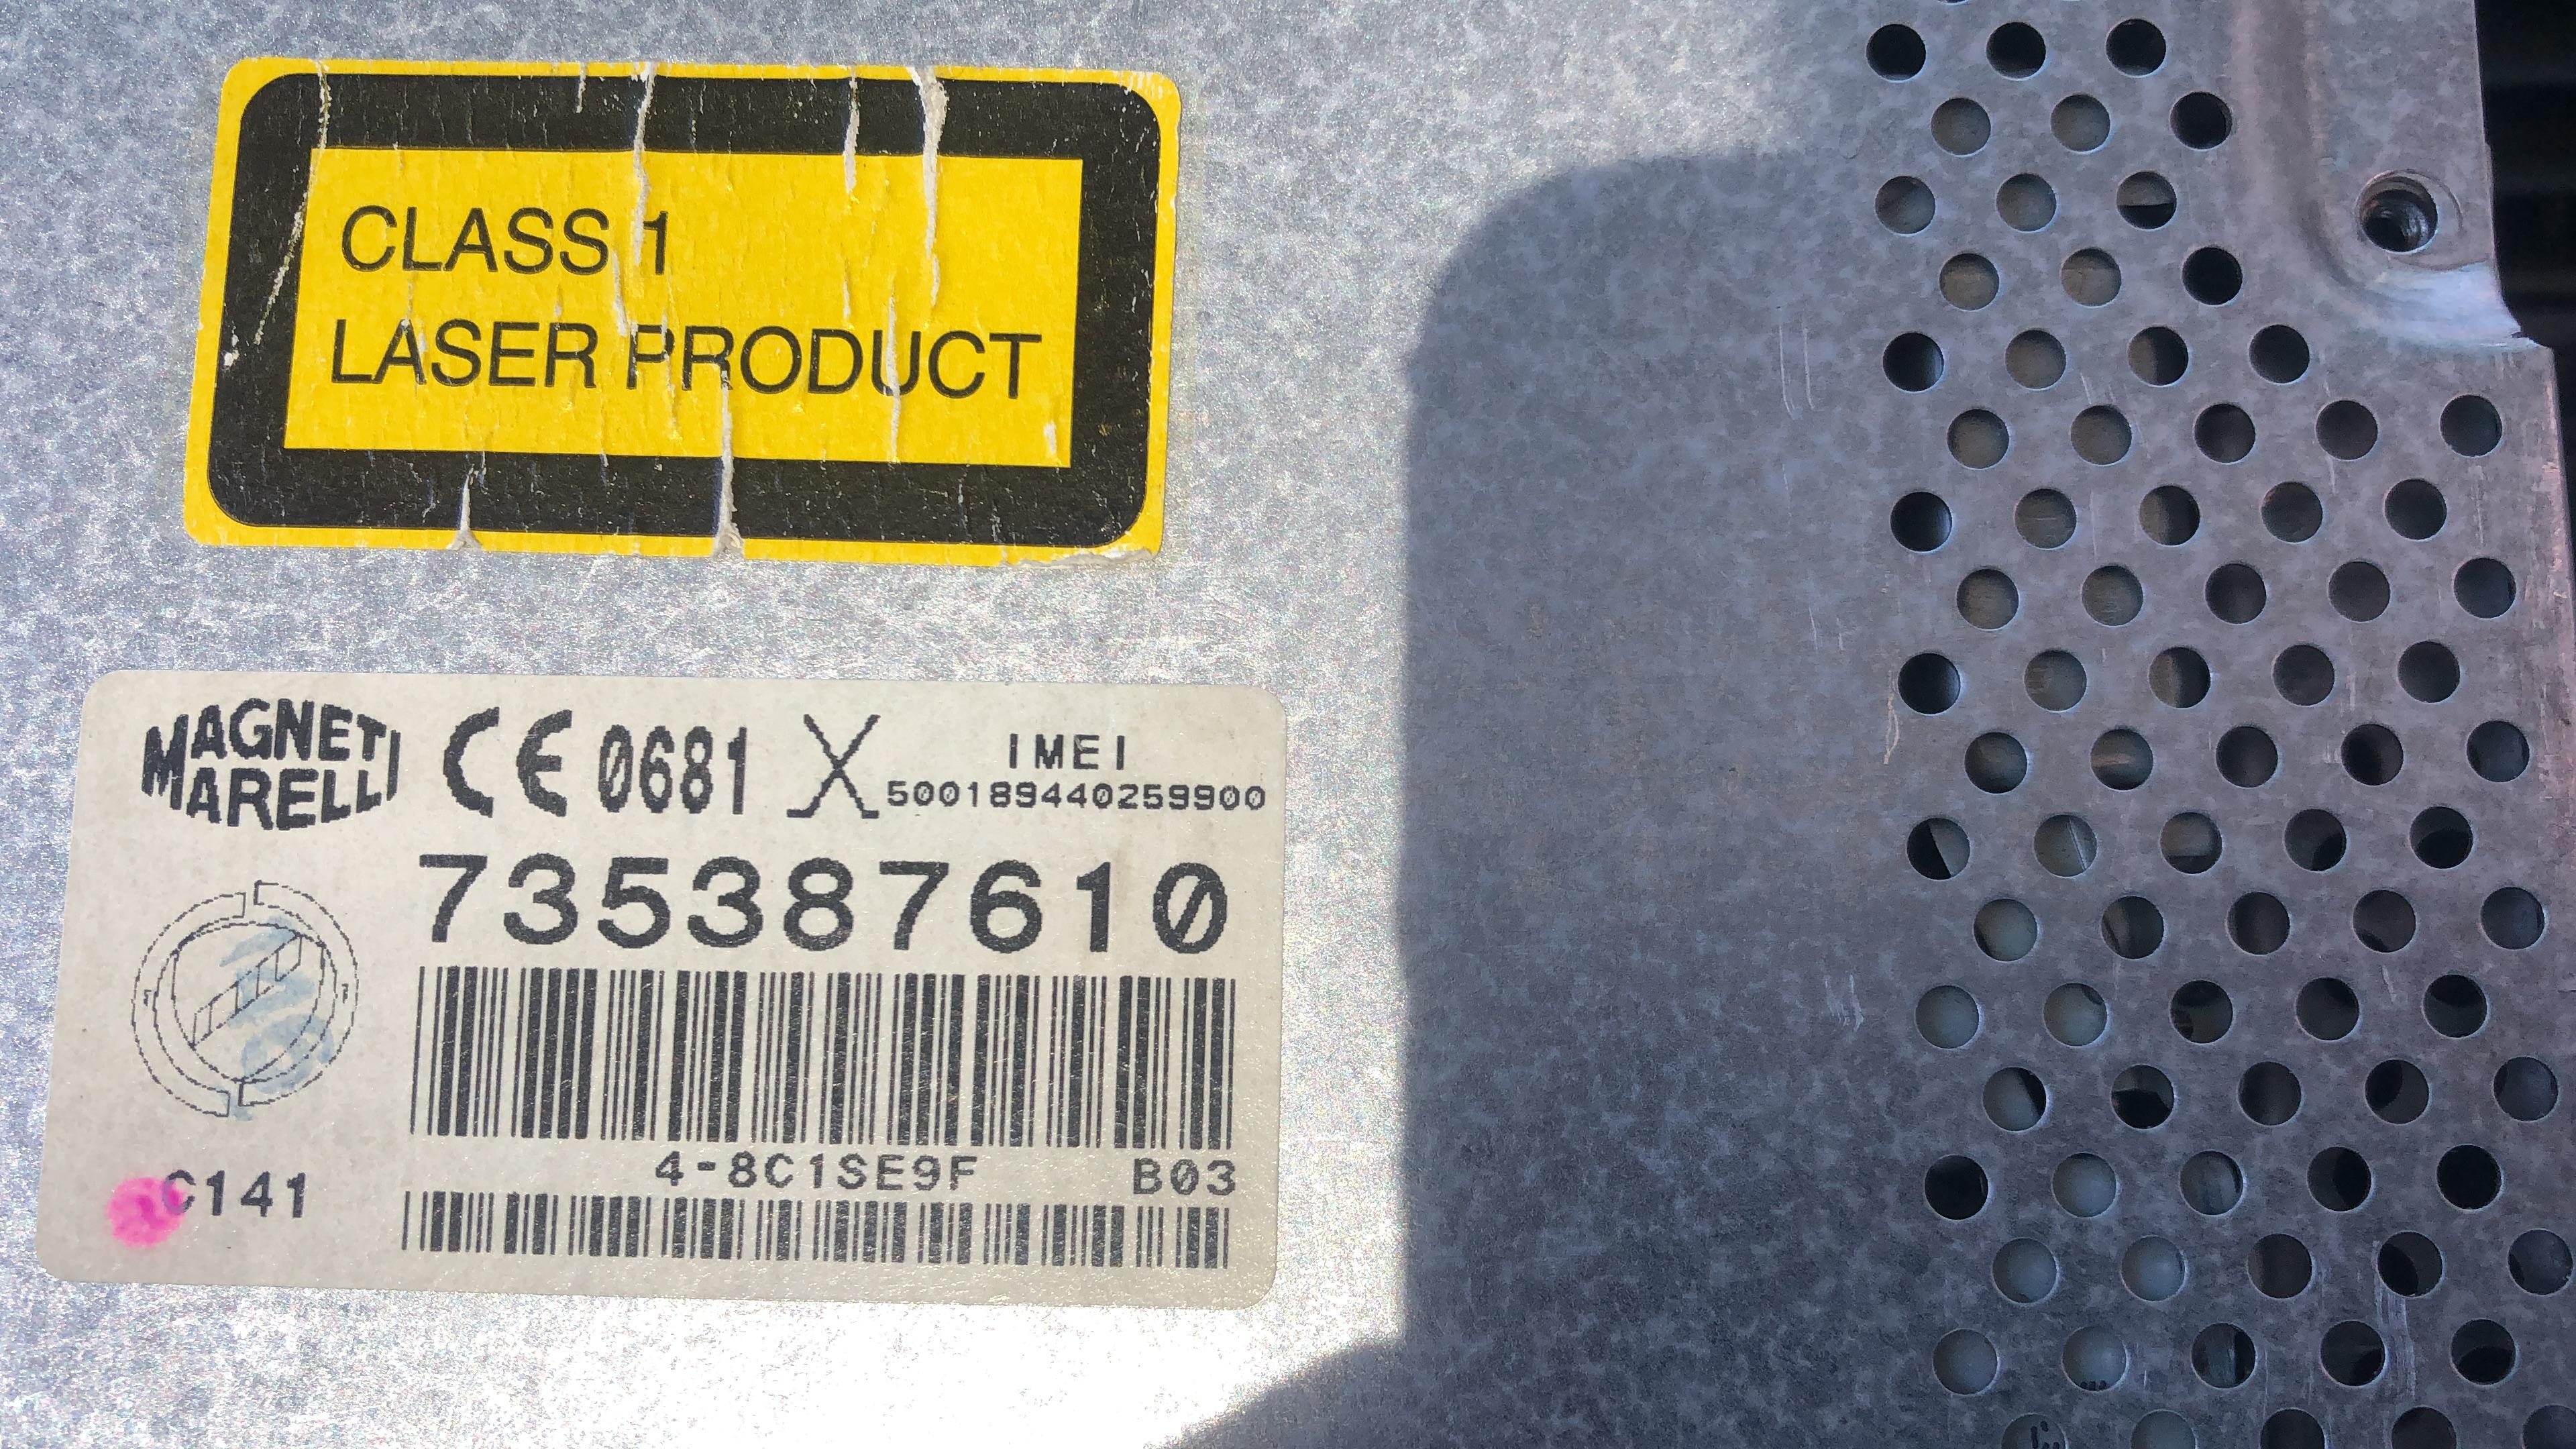 CLASS 1
LASER PRODUCT
MAGNETI
MARELLI
CE 0681
IMEI
500189440259900
735387610
4-8C1SE9F B03
C141